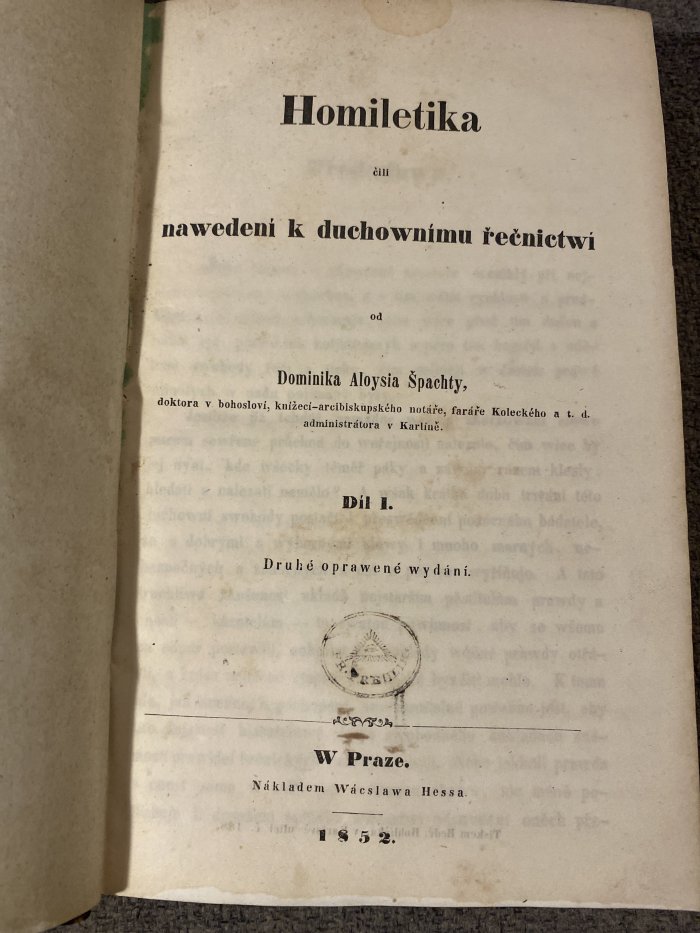 Homiletika
čili
nawedení k duchownímu řečnictwí
od
Dominika Aloysia Špachty,
doktora v bohosloví, knížecí-arcibiskupského notáře, faráře Koleckého a t. d.
administrátora v Karlíně.
Díl I.
Druhé oprawené wydání.
W Praze.
Nákladem Wácslawa Hessa.
1852.